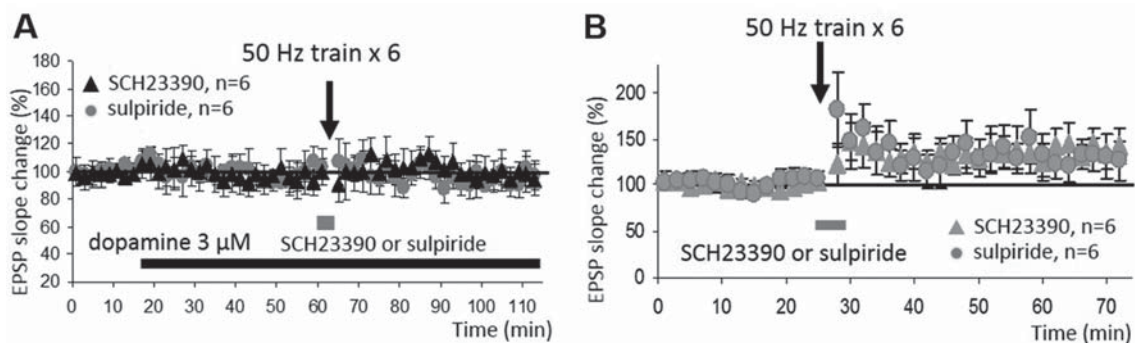 A
50 Hz train x 6
EPSP slope change (%)
180
160
140
120
100
80
60
40
20
SCH23390, n=6
sulpiride, n=6
dopamine 3 μM
SCH23390 or sulpiride
0 10 20 30 40 50 60 70 80 90 100 110
Time (min)
B
50 Hz train x 6
EPSP slope change (%)
200
150
100
50
0
SCH23390 or sulpiride
SCH23390, n=6
sulpiride, n=6
0 10 20 30 40 50 60 70
Time (min)